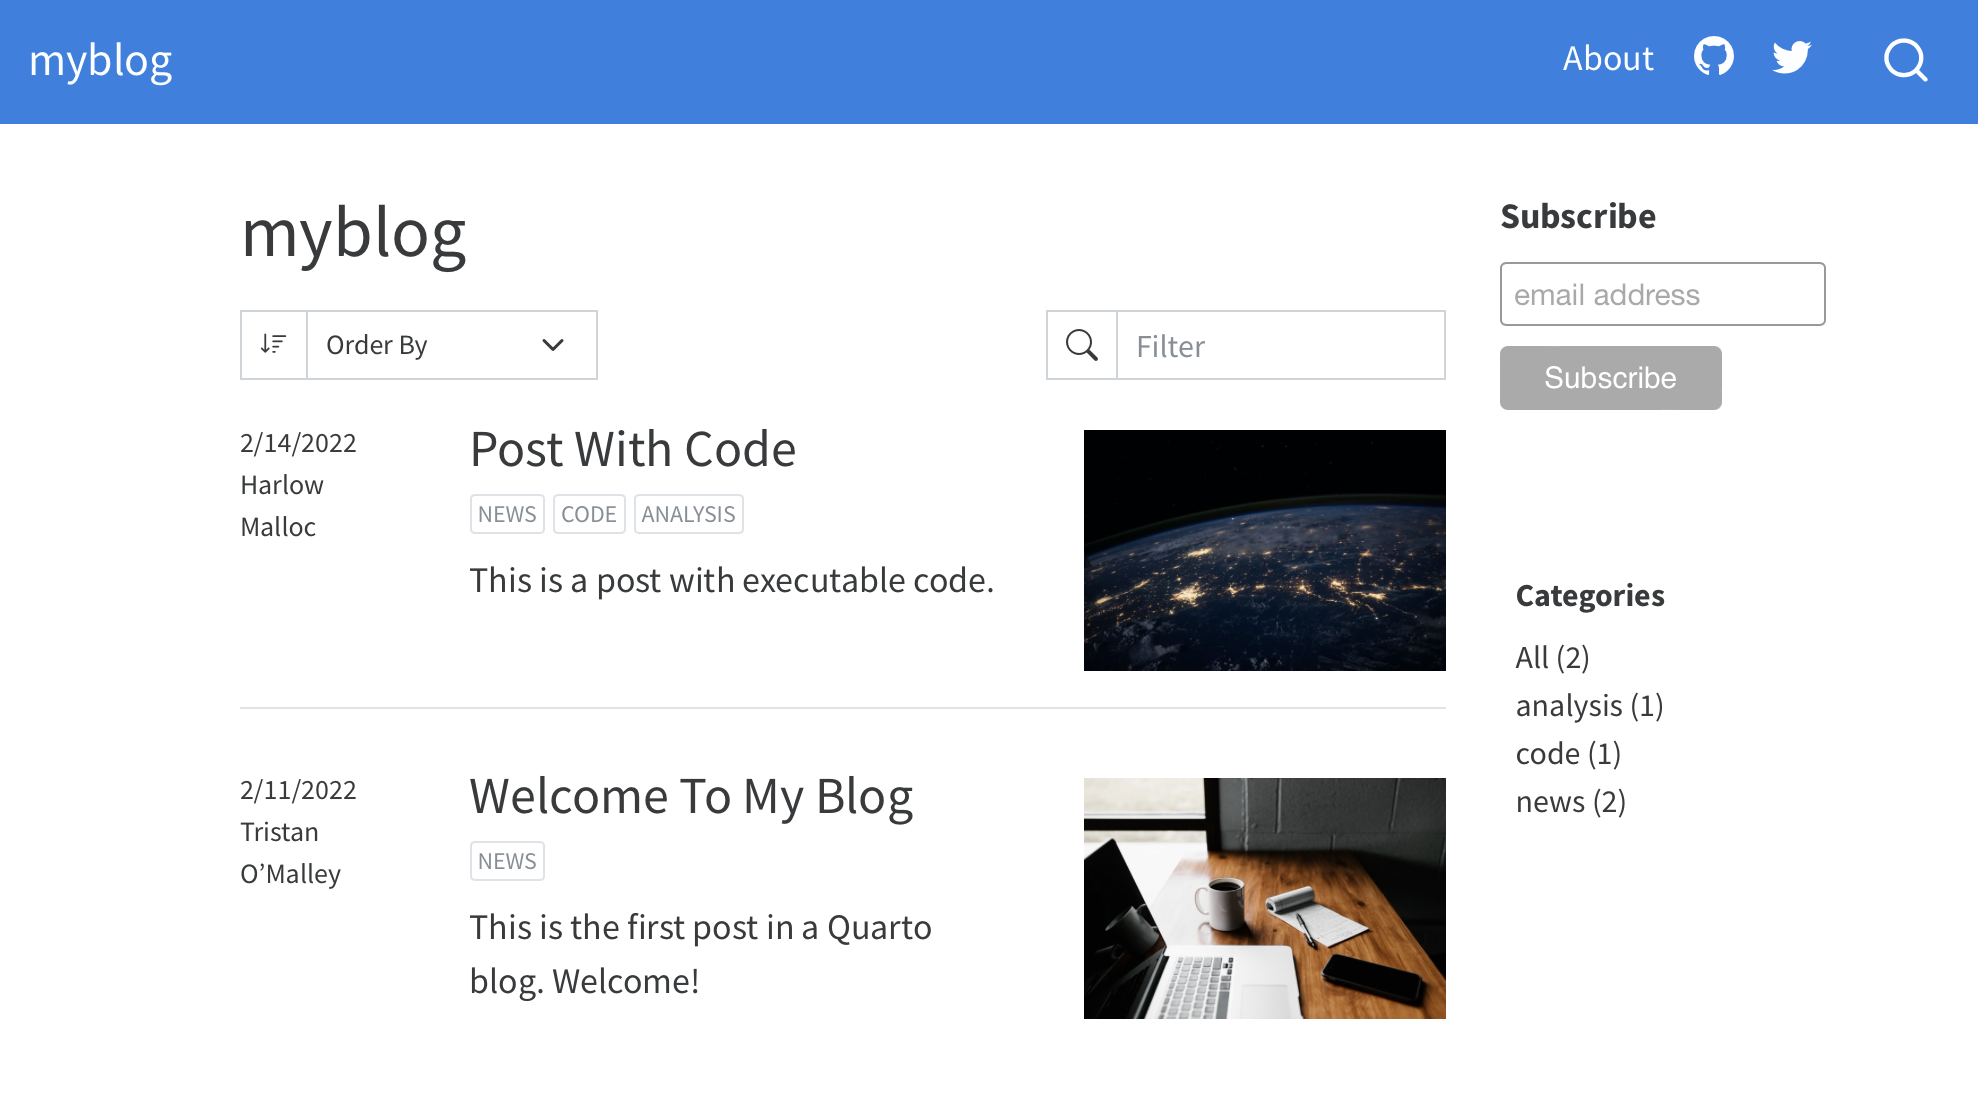 myblog
About
myblog
Order By
Filter
2/14/2022
Harlow
Malloc
Post With Code
NEWS CODE ANALYSIS
This is a post with executable code.
2/11/2022
Tristan
O’Malley
Welcome To My Blog
NEWS
This is the first post in a Quarto
blog. Welcome!
Subscribe
email address
Subscribe
Categories
All (2)
analysis (1)
code (1)
news (2)